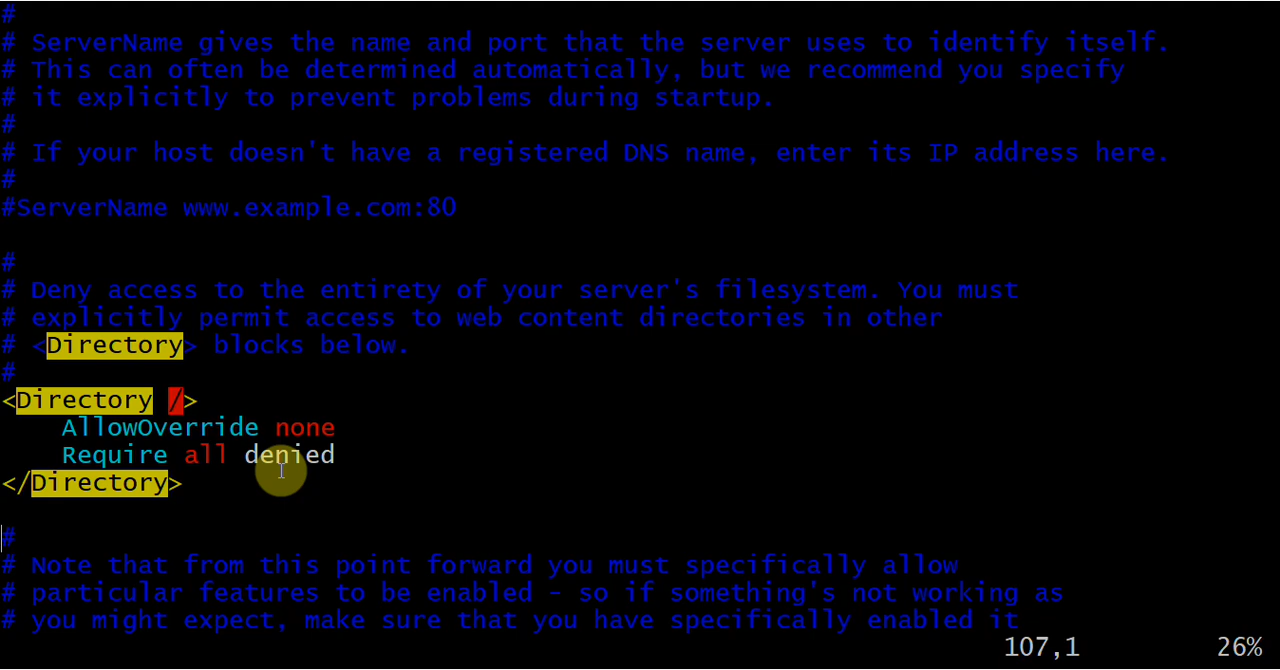 #
# ServerName gives the name and port that the server uses to identify itself.
# This can often be determined automatically, but we recommend you specify
# it explicitly to prevent problems during startup.
#
# If your host doesn't have a registered DNS name, enter its IP address here.
#
#ServerName www.example.com:80

#
# Deny access to the entirety of your server's filesystem. You must
# explicitly permit access to web content directories in other
# <Directory> blocks below.
#
<Directory />
    AllowOverride none
    Require all denied
</Directory>

#
# Note that from this point forward you must specifically allow
# particular features to be enabled - so if something's not working as
# you might expect, make sure that you have specifically enabled it
107,1 26%